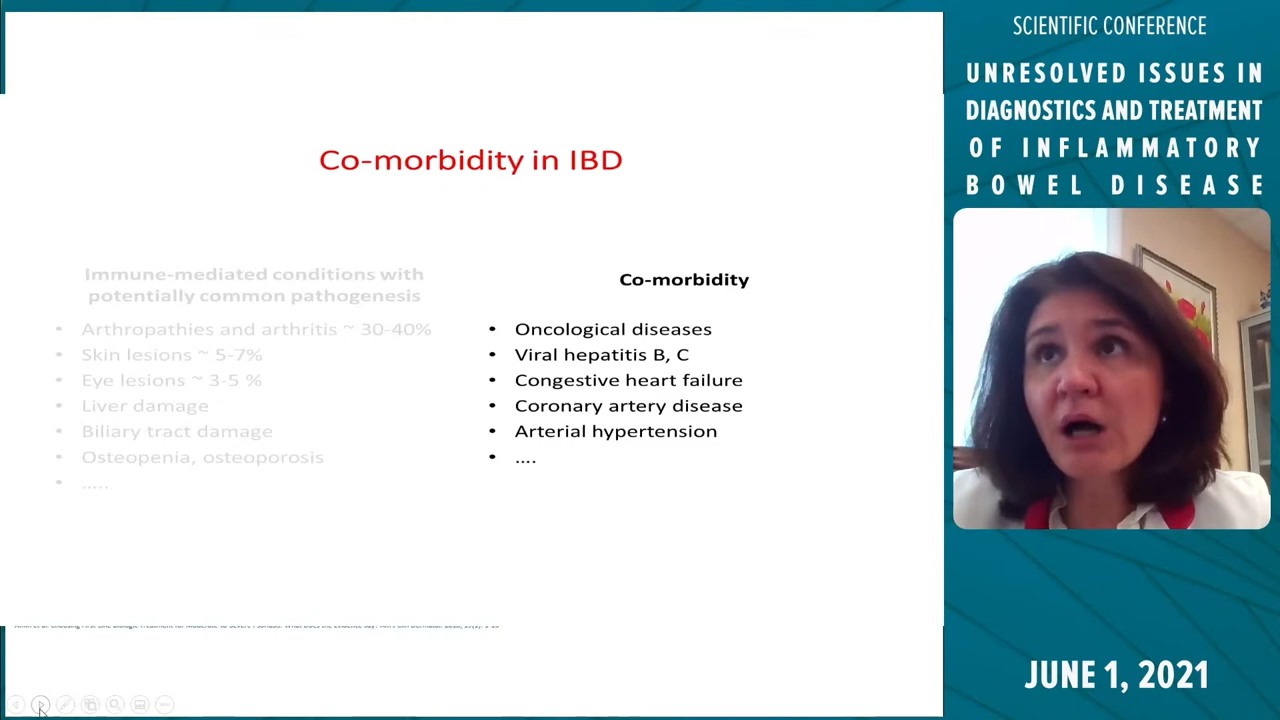 SCIENTIFIC CONFERENCE
UNRESOLVED ISSUES IN
DIAGNOSTICS AND TREATMENT
OF INFLAMMATORY
BOWEL DISEASE
Co-morbidity in IBD
Immune-mediated conditions with
potentially common pathogenesis
• Arthropathies and arthritis ~ 30-40%
• Skin lesions ~ 5-7%
• Eye lesions ~ 3-5 %
• Liver damage
• Biliary tract damage
• Osteopenia, osteoporosis
• .....
Co-morbidity
• Oncological diseases
• Viral hepatitis B, C
• Congestive heart failure
• Coronary artery disease
• Arterial hypertension
• ....
JUNE 1, 2021